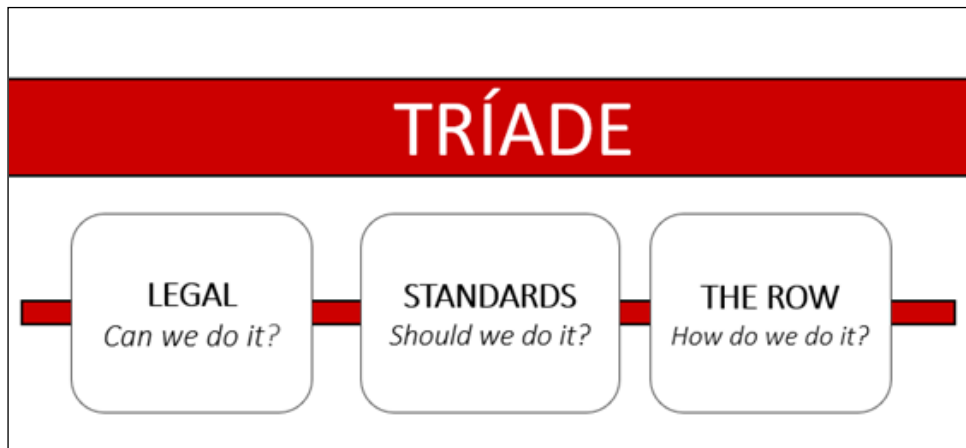 TRÍADE
LEGAL
Can we do it?
STANDARDS
Should we do it?
THE ROW
How do we do it?